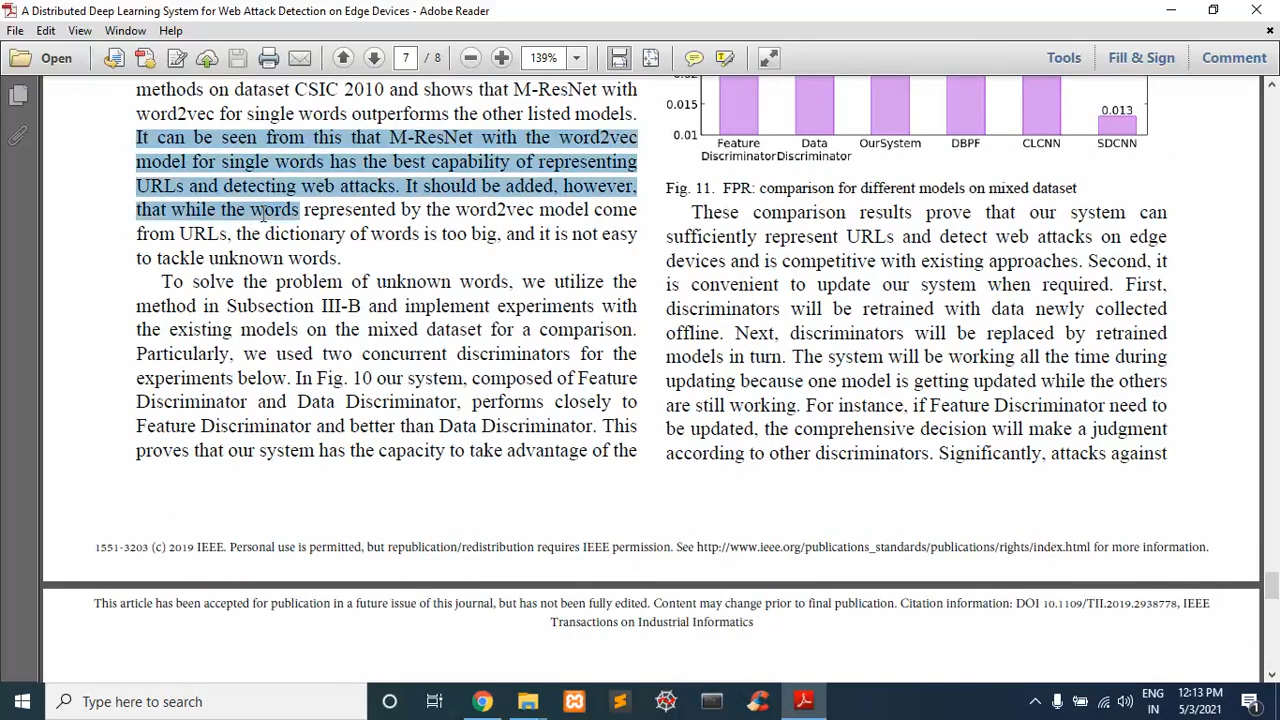 A Distributed Deep Learning System for Web Attack Detection on Edge Devices - Adobe Reader
File Edit View Window Help
Open 7 / 8 139% Tools Fill & Sign Comment
methods on dataset CSIC 2010 and shows that M-ResNet with
word2vec for single words outperforms the other listed models.
It can be seen from this that M-ResNet with the word2vec
model for single words has the best capability of representing
URLs and detecting web attacks. It should be added, however,
that while the words represented by the word2vec model come
from URLs, the dictionary of words is too big, and it is not easy
to tackle unknown words.
To solve the problem of unknown words, we utilize the
method in Subsection III-B and implement experiments with
the existing models on the mixed dataset for a comparison.
Particularly, we used two concurrent discriminators for the
experiments below. In Fig. 10 our system, composed of Feature
Discriminator and Data Discriminator, performs closely to
Feature Discriminator and better than Data Discriminator. This
proves that our system has the capacity to take advantage of the
0.015
0.01
0.013
Feature Discriminator
Data Discriminator
OurSystem
DBPF
CLCNN
SDCNN
Fig. 11. FPR: comparison for different models on mixed dataset
These comparison results prove that our system can
sufficiently represent URLs and detect web attacks on edge
devices and is competitive with existing approaches. Second, it
is convenient to update our system when required. First,
discriminators will be retrained with data newly collected
offline. Next, discriminators will be replaced by retrained
models in turn. The system will be working all the time during
updating because one model is getting updated while the others
are still working. For instance, if Feature Discriminator need to
be updated, the comprehensive decision will make a judgment
according to other discriminators. Significantly, attacks against
1551-3203 (c) 2019 IEEE. Personal use is permitted, but republication/redistribution requires IEEE permission. See http://www.ieee.org/publications_standards/publications/rights/index.html for more information.
This article has been accepted for publication in a future issue of this journal, but has not been fully edited. Content may change prior to final publication. Citation information: DOI 10.1109/TII.2019.2938778, IEEE
Transactions on Industrial Informatics
Type here to search
ENG
IN
12:13 PM
5/3/2021
1